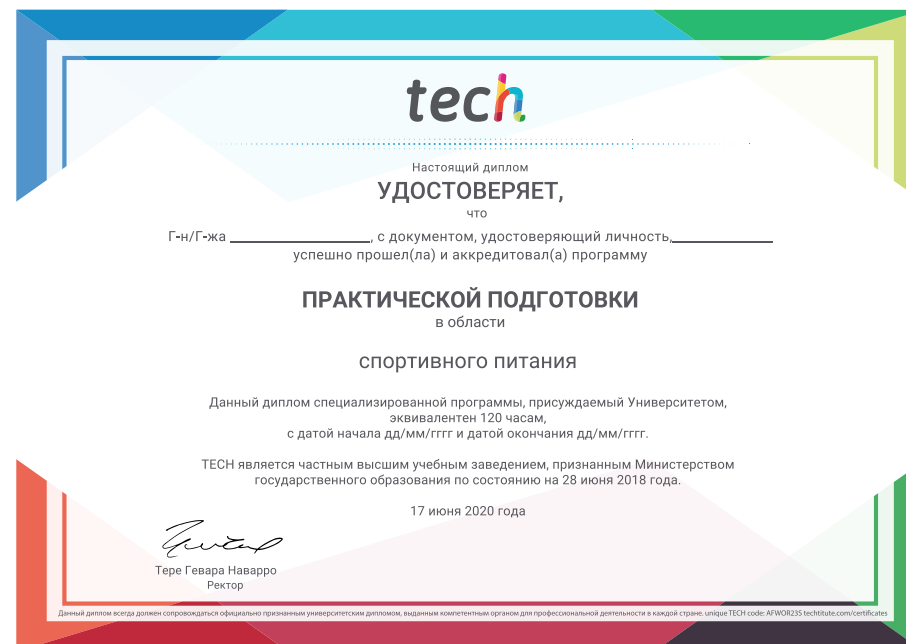 tech
Настоящий диплом
УДОСТОВЕРЯЕТ,
что
Г-н/Г-жа ____________________, с документом, удостоверяющий личность,______________
успешно прошел(ла) и аккредитовал(а) программу
ПРАКТИЧЕСКОЙ ПОДГОТОВКИ
в области
спортивного питания
Данный диплом специализированной программы, присуждаемый Университетом,
эквивалентен 120 часам,
с датой начала дд/мм/гггг и датой окончания дд/мм/гггг.
TECH является частным высшим учебным заведением, признанным Министерством
государственного образования по состоянию на 28 июня 2018 года.
17 июня 2020 года
Тере Гевара Наварро
Ректор
Данный диплом всегда должен сопровождаться официально признанным университетским дипломом, выданным компетентным органом для профессиональной деятельности в каждой стране. unique TECH code: AFWOR23S techtitute.com/certificates